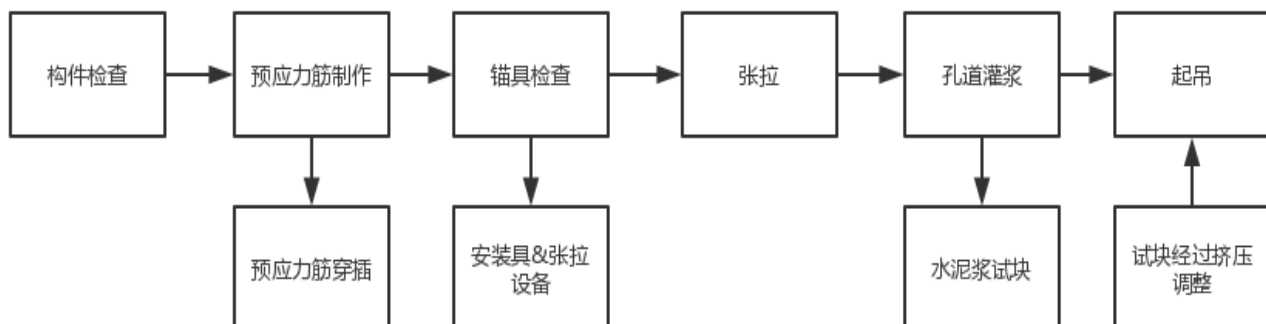 构件检查
预应力筋制作
锚具检查
张拉
孔道灌浆
起吊
预应力筋穿插
安装具&张拉
设备
水泥浆试块
试块经过挤压
调整